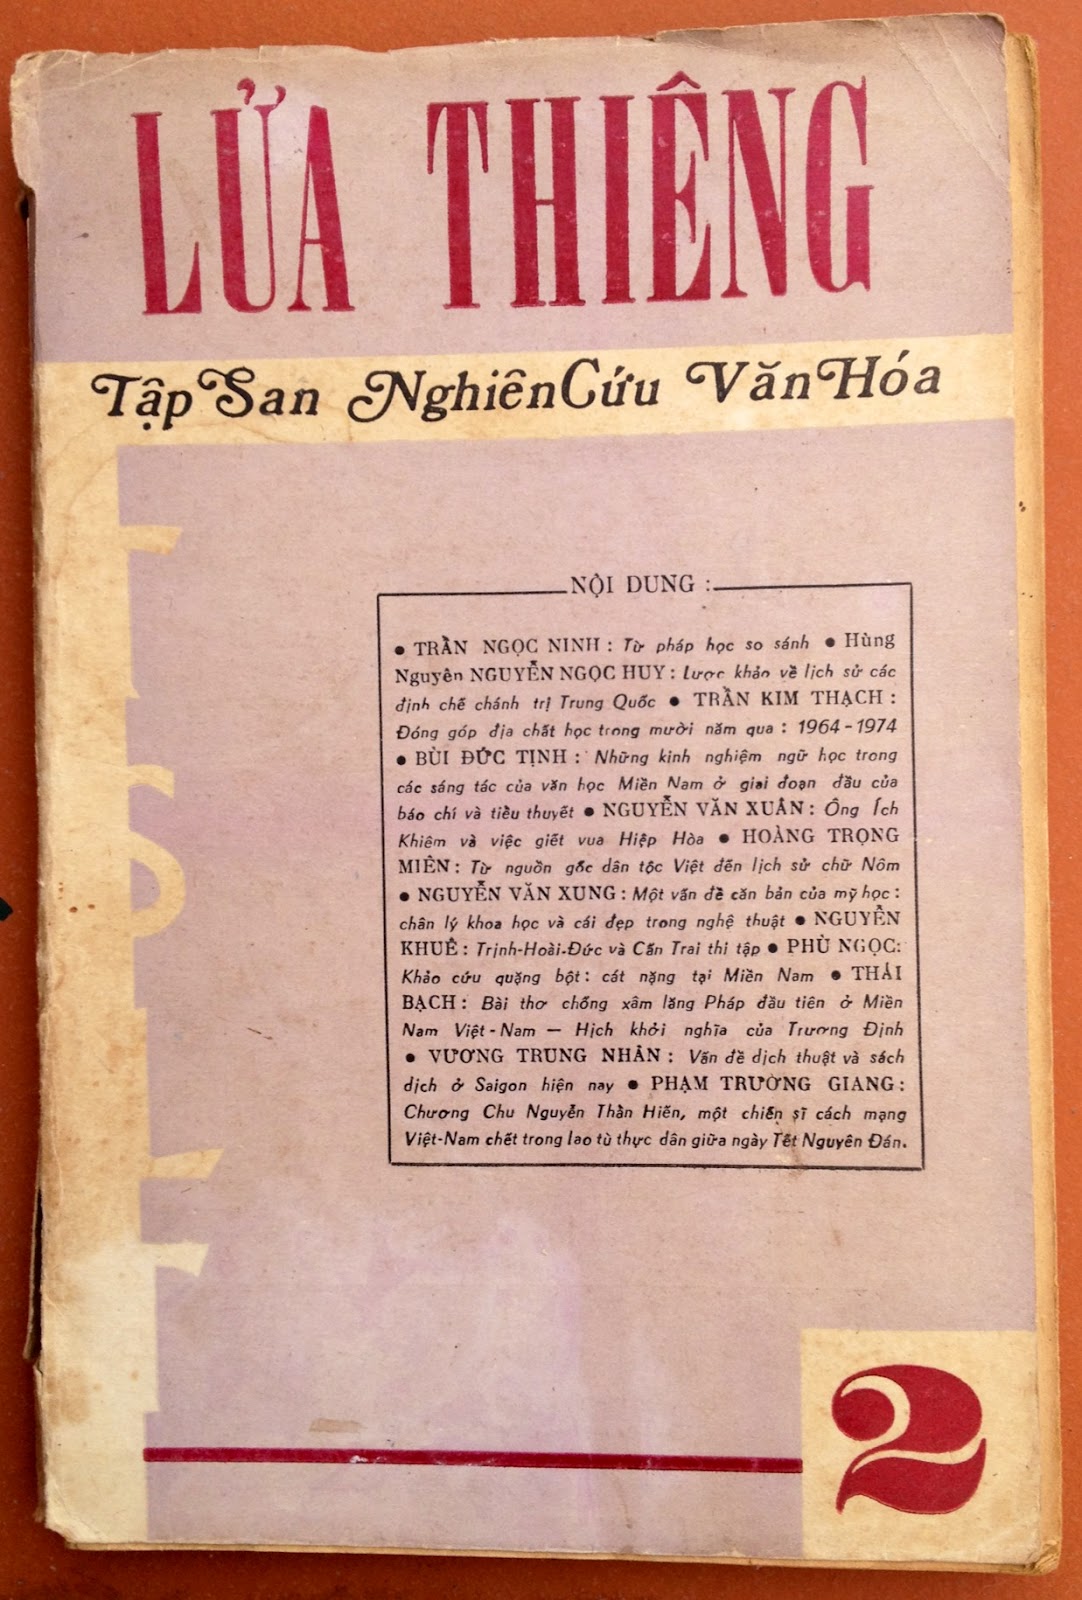 LỬA THIÊNG
Tập San Nghiên Cứu Văn Hóa
NỘI DUNG :
● TRẦN NGỌC NINH : Từ pháp học so sánh ● Hùng
Nguyên NGUYỄN NGỌC HUY : Lược khảo về lịch sử các
định chế chánh trị Trung Quốc ● TRẦN KIM THẠCH :
Đóng góp địa chất học trong mười năm qua : 1964-1974
● BÙI ĐỨC TỊNH : Những kinh nghiệm ngữ học trong
các sáng tác của văn học Miền Nam ở giai đoạn đầu của
báo chí và tiểu thuyết ● NGUYỄN VĂN XUÂN : Ông Ích
Khiêm và việc giết vua Hiệp Hòa ● HOÀNG TRỌNG
MIÊN : Từ nguồn gốc dân tộc Việt đến lịch sử chữ Nôm
● NGUYỄN VĂN XUNG : Một vấn đề căn bản của mỹ học :
chân lý khoa học và cái đẹp trong nghệ thuật ● NGUYỄN
KHUÊ : Trịnh-Hoài-Đức và Cấn Trai thi tập ● PHÙ NGỌC:
Khảo cứu quặng bột : cát nặng tại Miền Nam ● THÁI
BẠCH : Bài thơ chống xâm lăng Pháp đầu tiên ở Miền
Nam Việt-Nam — Hịch khởi nghĩa của Trương Định
● VƯƠNG TRUNG NHÂN : Vấn đề dịch thuật và sách
dịch ở Saigon hiện nay ● PHẠM TRƯỜNG GIANG :
Chương Chu Nguyễn Thần Hiến, một chiến sĩ cách mạng
Việt-Nam chết trong lao tù thực dân giữa ngày Tết Nguyên Đán.
2